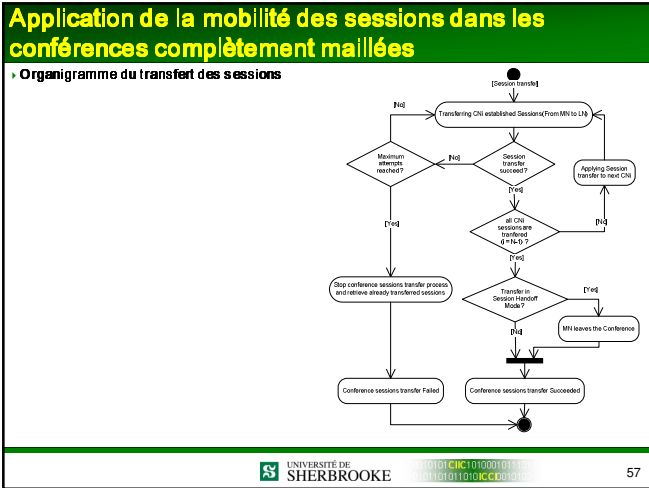 Application de la mobilité des sessions dans les
conférences complètement maillées
Organigramme du transfert des sessions
[Session transfer]
[No]
Transferring CNi established Sessions(From MN to LN)
Maximum
attempts
reached?
[No]
Session
transfer
succeed?
Applying Session
transfer to next CNi
[Yes]
[Yes]
all CNi
sessions are
tranfered
(i = N-1) ?
[No]
[Yes]
Stop conference sessions transfer process
and retrieve already transferred sessions
Transfer in
Session Handoff
Mode?
[Yes]
[No]
MN leaves the Conference
Conference sessions transfer Failed
Conference sessions transfer Succeeded
UNIVERSITÉ DE
SHERBROOKE
010101CIIC1010001011101
101011010ICCI0010100
57